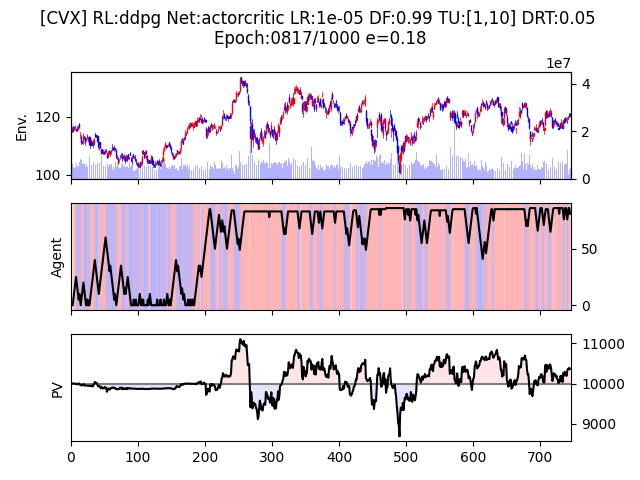 [CVX] RL:ddpg Net:actorcritic LR:1e-05 DF:0.99 TU:[1,10] DRT:0.05
Epoch:0817/1000 e=0.18
1e7
Env.
120
100
4
2
0
Agent
50
0
PV
11000
10000
9000
0 100 200 300 400 500 600 700